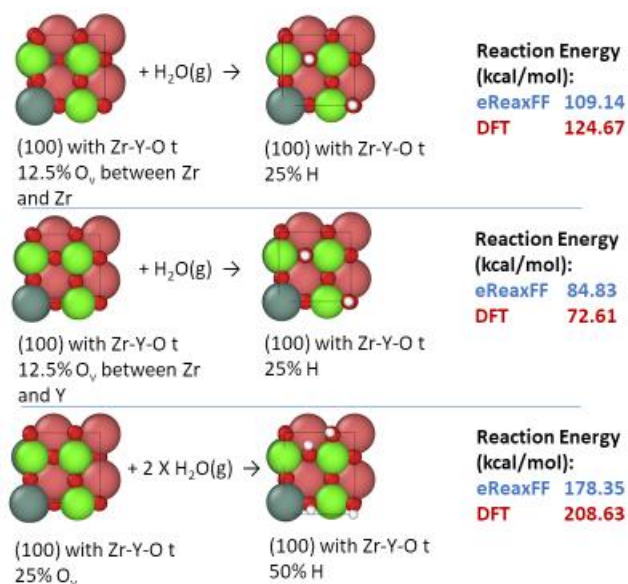 + H₂O(g) →
(100) with Zr-Y-O t
12.5% Oᵥ between Zr
and Zr
(100) with Zr-Y-O t
25% H
Reaction Energy
(kcal/mol):
eReaxFF 109.14
DFT 124.67
+ H₂O(g) →
(100) with Zr-Y-O t
12.5% Oᵥ between Zr
and Y
(100) with Zr-Y-O t
25% H
Reaction Energy
(kcal/mol):
eReaxFF 84.83
DFT 72.61
+ 2 X H₂O(g) →
(100) with Zr-Y-O t
25% Oᵥ
(100) with Zr-Y-O t
50% H
Reaction Energy
(kcal/mol):
eReaxFF 178.35
DFT 208.63